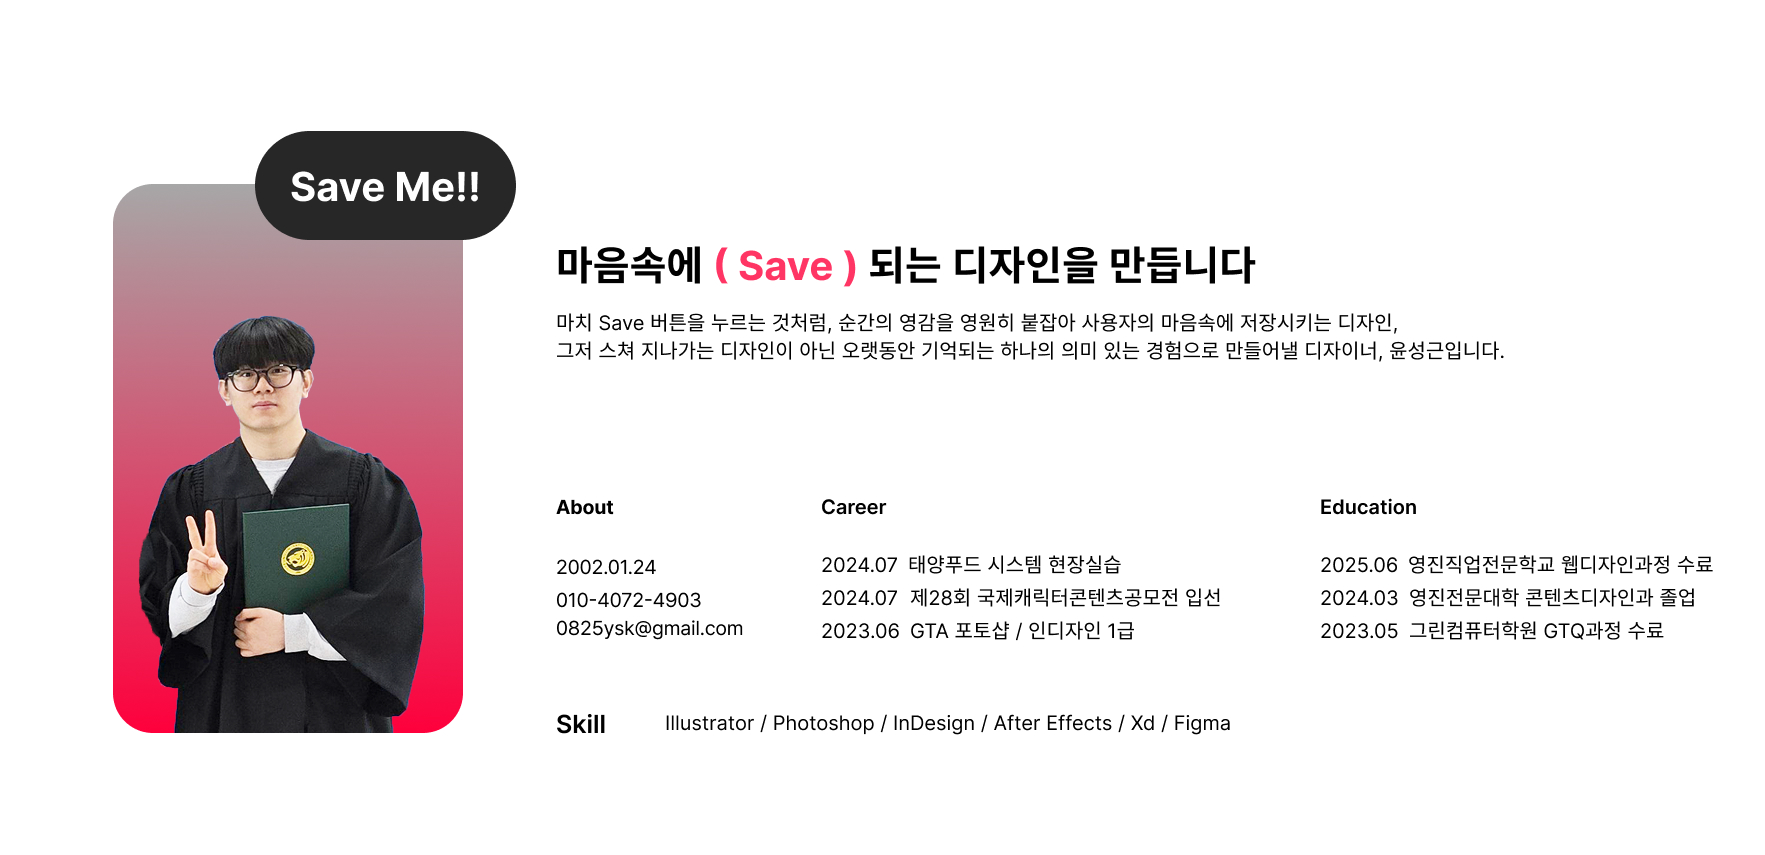 Save Me!!
마음속에 ( Save ) 되는 디자인을 만듭니다
마치 Save 버튼을 누르는 것처럼, 순간의 영감을 영원히 붙잡아 사용자의 마음속에 저장시키는 디자인,
그저 스쳐 지나가는 디자인이 아닌 오랫동안 기억되는 하나의 의미 있는 경험으로 만들어낼 디자이너, 윤성근입니다.
About
2002.01.24
010-4072-4903
0825ysk@gmail.com
Career
2024.07 태양푸드 시스템 현장실습
2024.07 제28회 국제캐릭터콘텐츠공모전 입선
2023.06 GTA 포토샵 / 인디자인 1급
Education
2025.06 영진직업전문학교 웹디자인과정 수료
2024.03 영진전문대학 콘텐츠디자인과 졸업
2023.05 그린컴퓨터학원 GTQ과정 수료
Skill
Illustrator / Photoshop / InDesign / After Effects / Xd / Figma